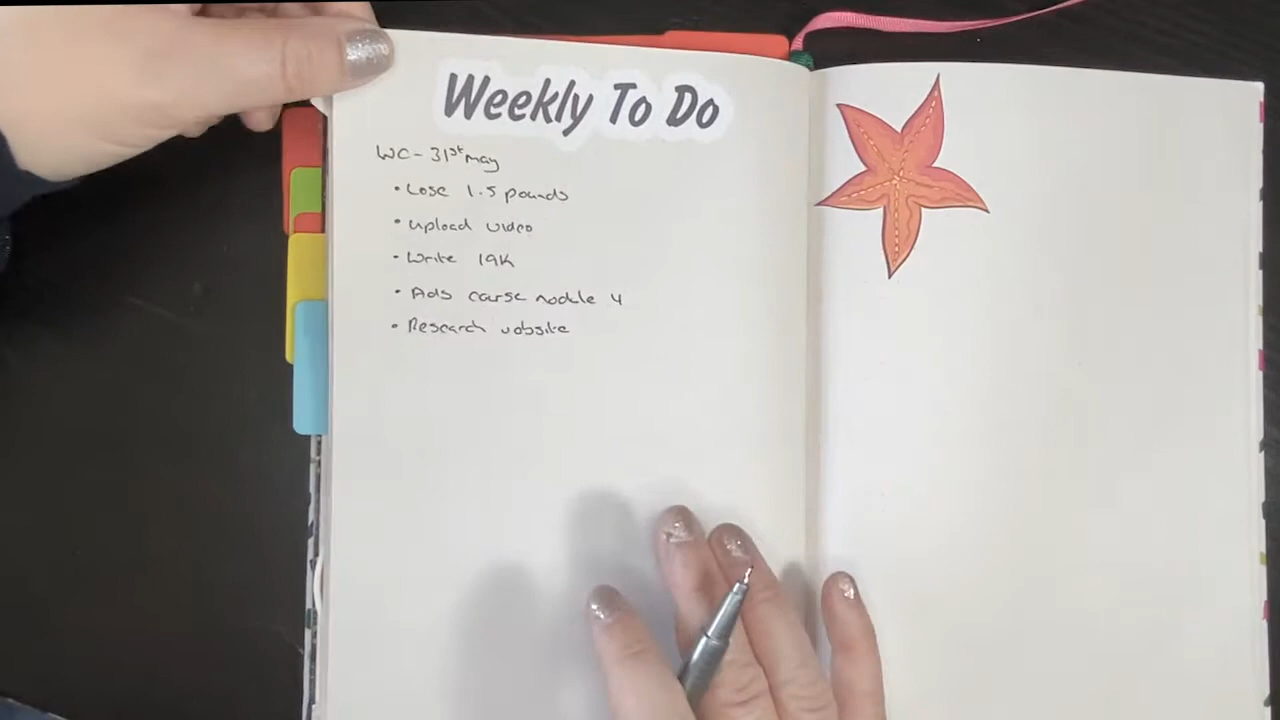 Weekly To Do
WC - 31st may
• Lose 1.5 pounds
• upload video
• Write 19K
• Ads course module 4
• Research website